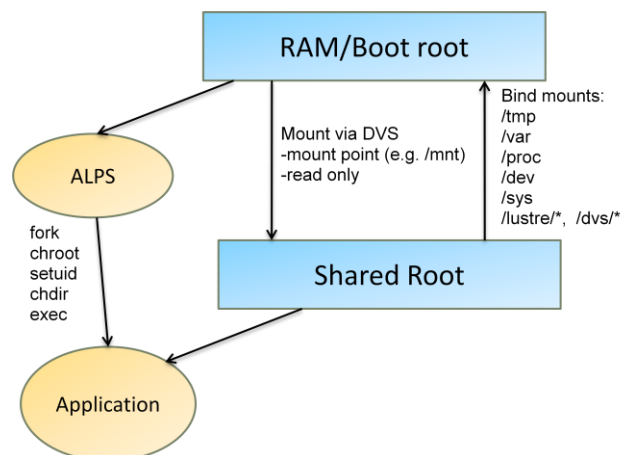 RAM/Boot root
Bind mounts:
/tmp
/var
/proc
/dev
/sys
/lustre/*, /dvs/*
Mount via DVS
-mount point (e.g. /mnt)
-read only
ALPS
fork
chroot
setuid
chdir
exec
Shared Root
Application